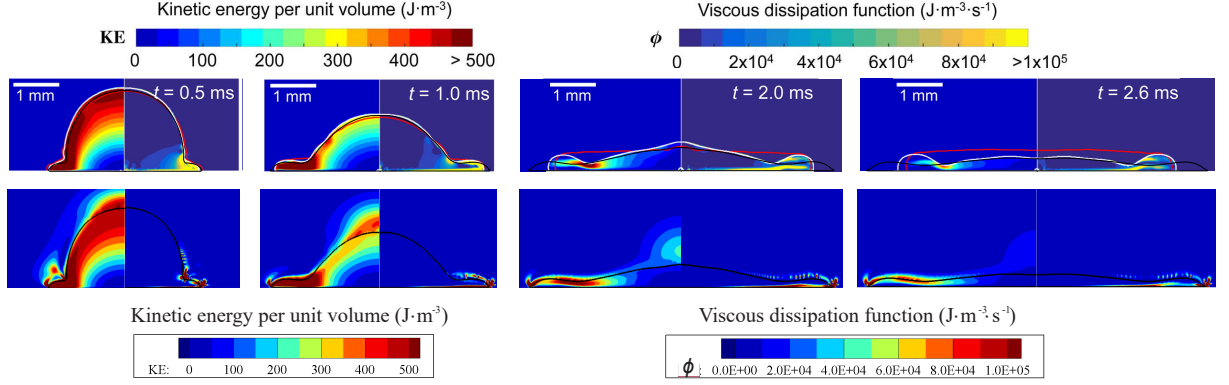 Kinetic energy per unit volume (J·m⁻³)
Viscous dissipation function (J·m⁻³·s⁻¹)
KE
ϕ
0 100 200 300 400 > 500
0 2x10⁴ 4x10⁴ 6x10⁴ 8x10⁴ >1x10⁵
1 mm
t = 0.5 ms
1 mm
t = 1.0 ms
1 mm
t = 2.0 ms
1 mm
t = 2.6 ms
Kinetic energy per unit volume (J·m⁻³)
Viscous dissipation function (J·m⁻³·s⁻¹)
KE: 0 100 200 300 400 500
ϕ: 0.0E+00 2.0E+04 4.0E+04 6.0E+04 8.0E+04 1.0E+05